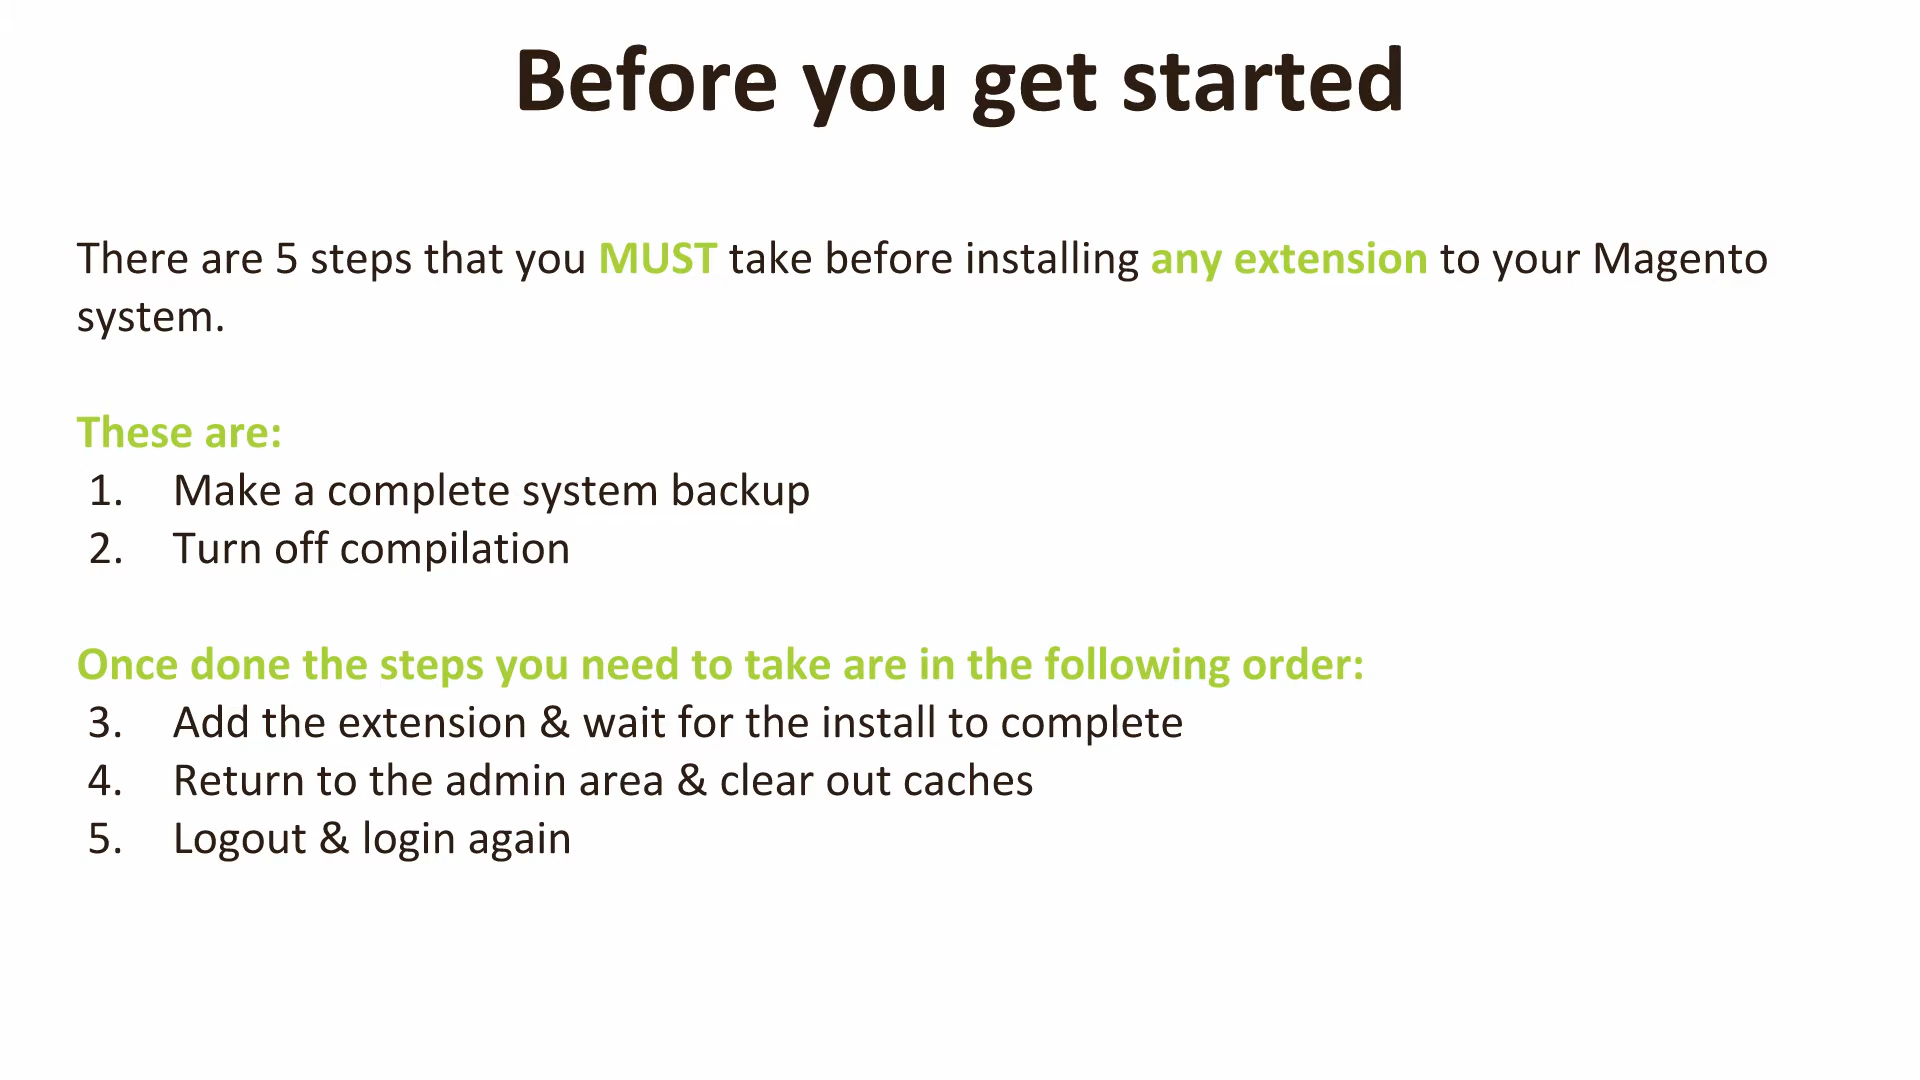 Before you get started
There are 5 steps that you MUST take before installing any extension to your Magento
system.
These are:
1. Make a complete system backup
2. Turn off compilation
Once done the steps you need to take are in the following order:
3. Add the extension & wait for the install to complete
4. Return to the admin area & clear out caches
5. Logout & login again